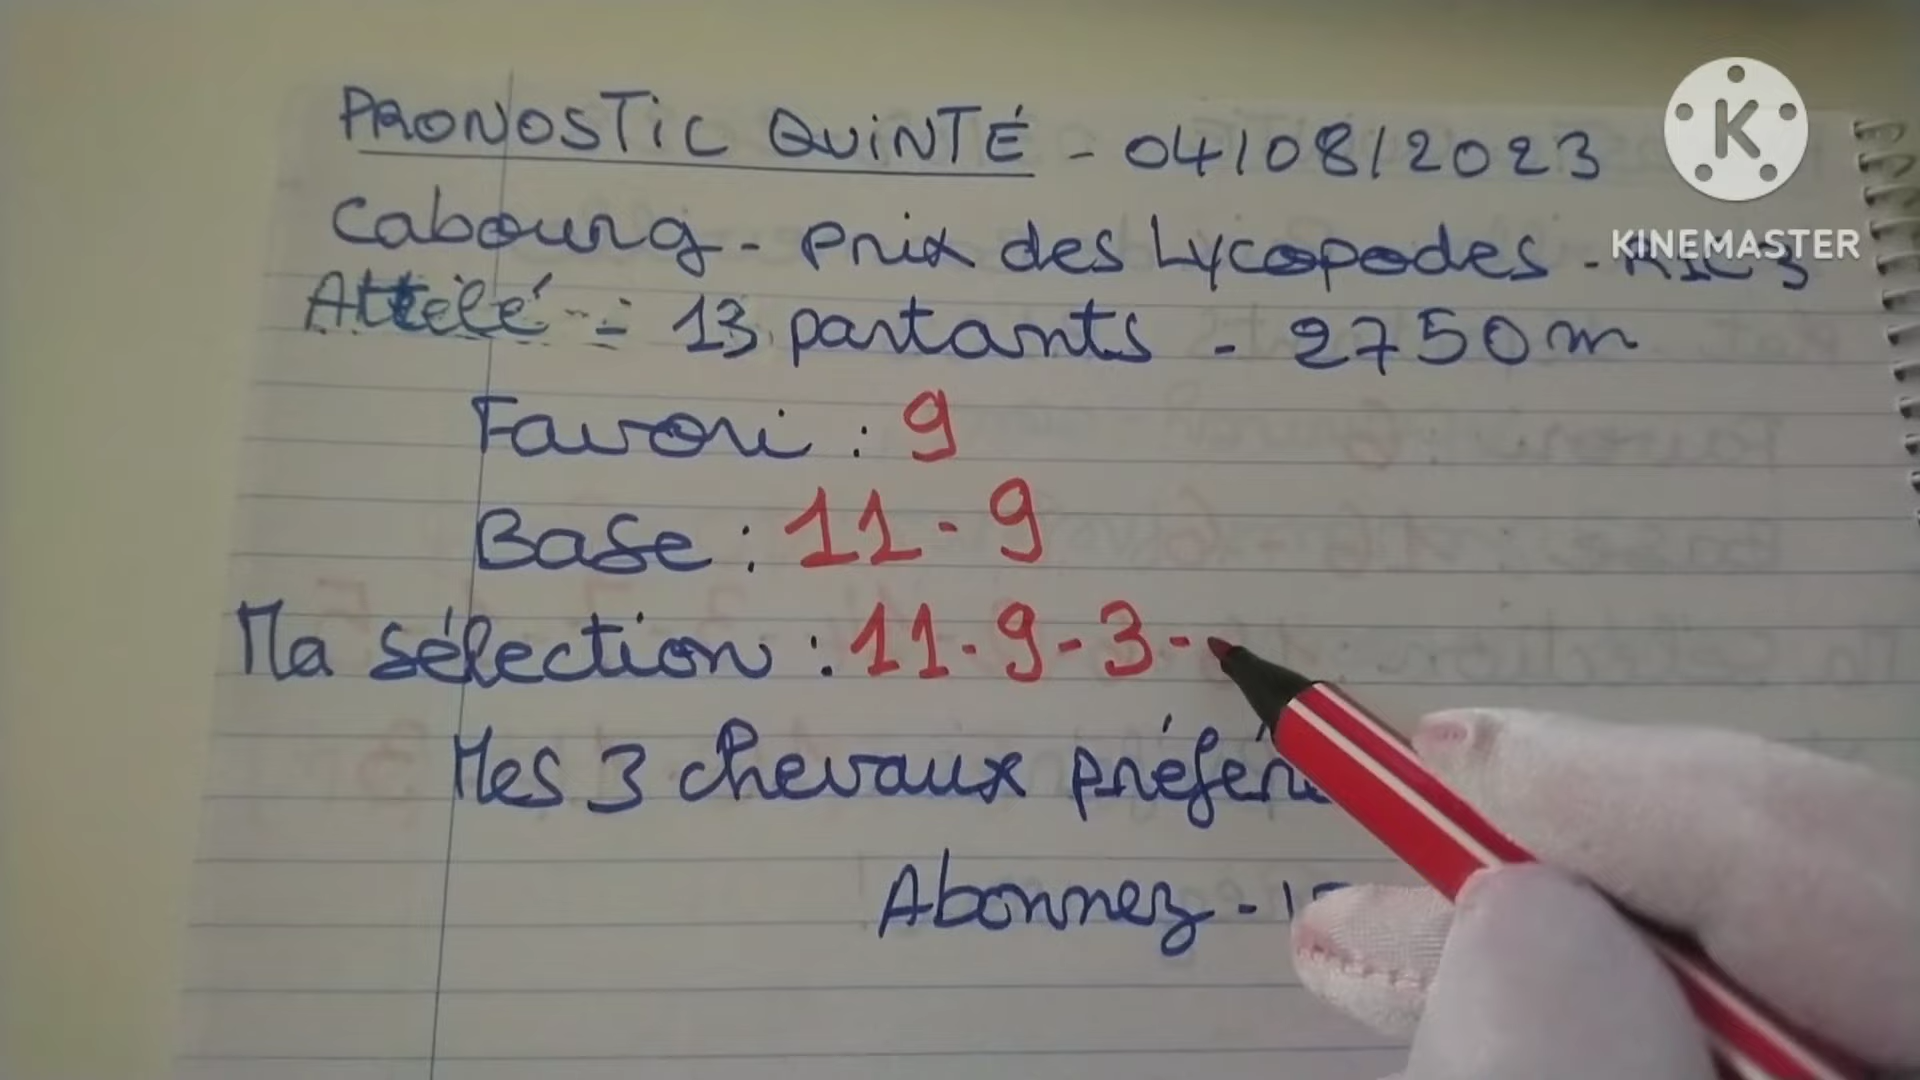 PRONOSTIC QUINTÉ - 04/08/2023
Cabourg - Prix des Lycopodes -
Attelé - 13 partants - 2750m
Favori : 9
Base : 11 - 9
Ma sélection : 11 - 9 - 3 -
Mes 3 chevaux
Abonnez -
K
KINEMASTER